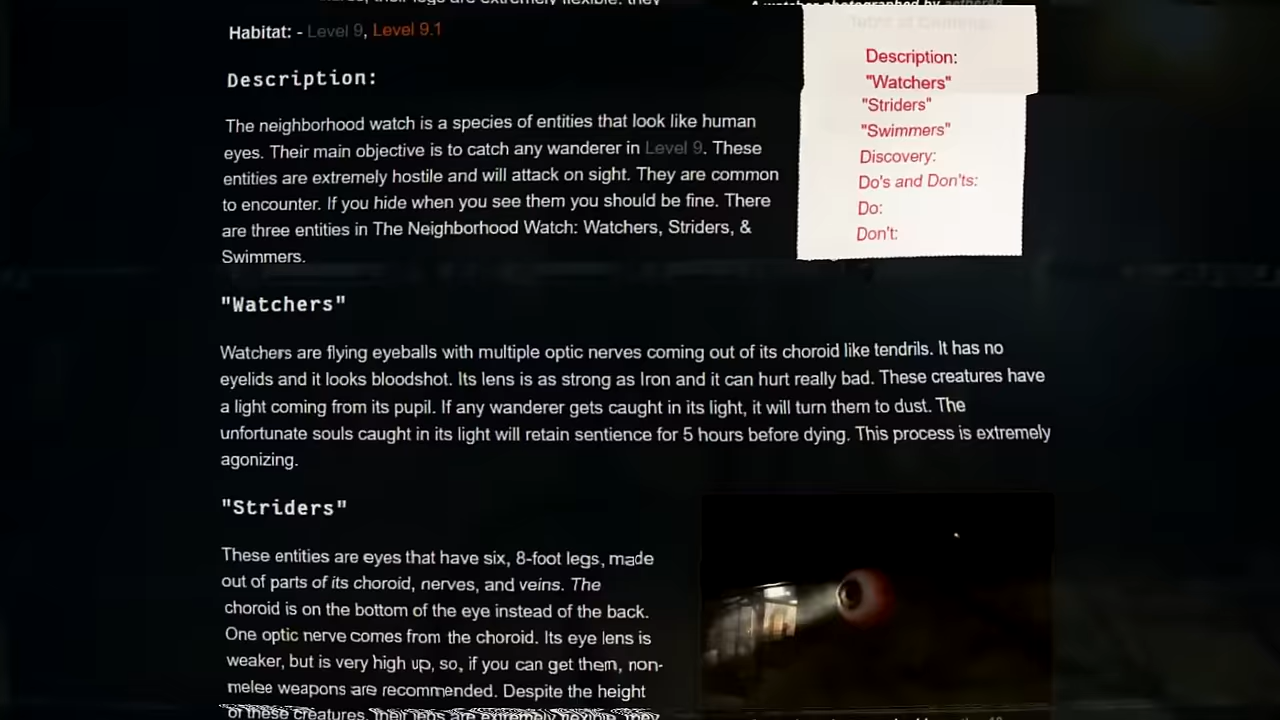 Habitat: - Level 9, Level 9.1
Description:
The neighborhood watch is a species of entities that look like human
eyes. Their main objective is to catch any wanderer in Level 9. These
entities are extremely hostile and will attack on sight. They are common
to encounter. If you hide when you see them you should be fine. There
are three entities in The Neighborhood Watch: Watchers, Striders, &
Swimmers.
Description:
"Watchers"
"Striders"
"Swimmers"
Discovery:
Do's and Don'ts:
Do:
Don't:
"Watchers"
Watchers are flying eyeballs with multiple optic nerves coming out of its choroid like tendrils. It has no
eyelids and it looks bloodshot. Its lens is as strong as Iron and it can hurt really bad. These creatures have
a light coming from its pupil. If any wanderer gets caught in its light, it will turn them to dust. The
unfortunate souls caught in its light will retain sentience for 5 hours before dying. This process is extremely
agonizing.
"Striders"
These entities are eyes that have six, 8-foot legs, made
out of parts of its choroid, nerves, and veins. The
choroid is on the bottom of the eye instead of the back.
One optic nerve comes from the choroid. Its eye lens is
weaker, but is very high up, so, if you can get them, non-
melee weapons are recommended. Despite the height
of these creatures, their legs are extremely flexible, they